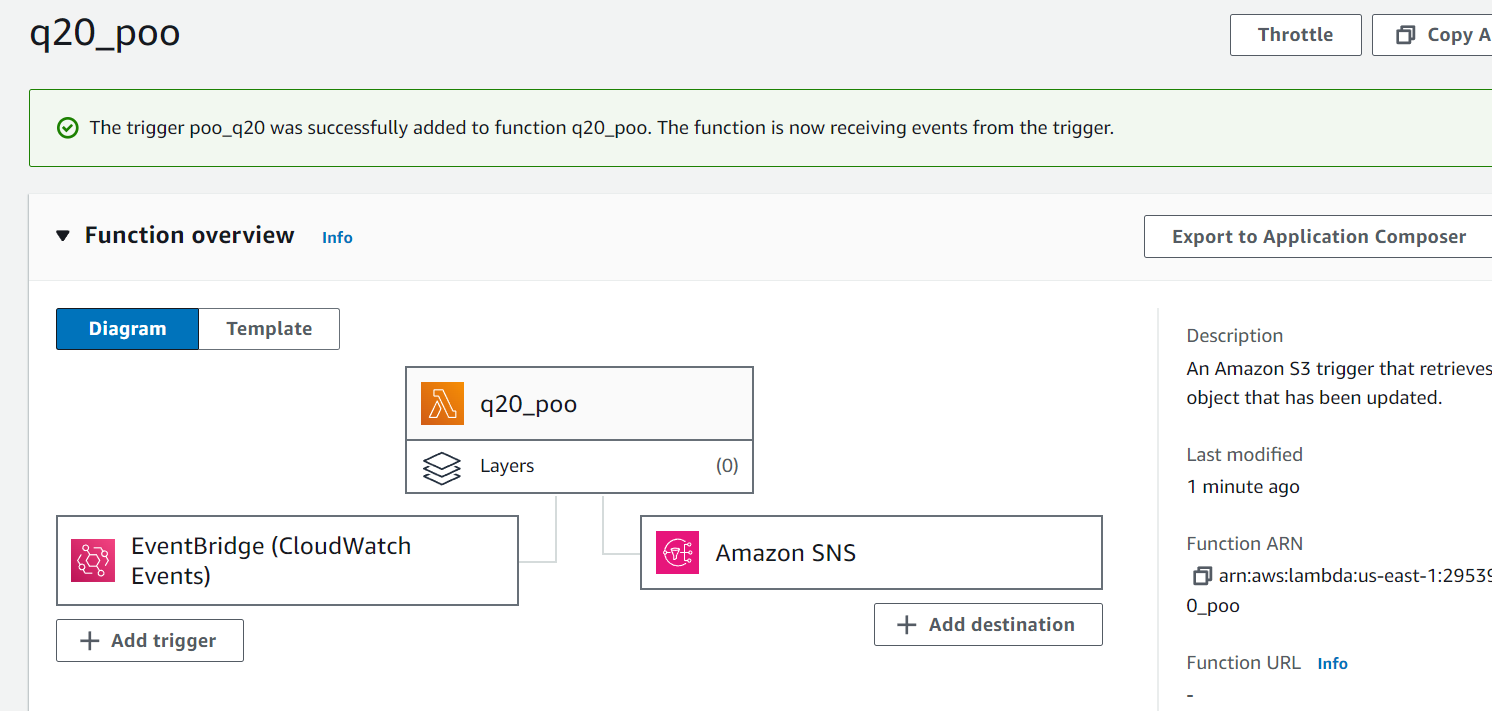 q20_poo
Throttle
Copy A
The trigger poo_q20 was successfully added to function q20_poo. The function is now receiving events from the trigger.
Function overview Info
Export to Application Composer
Diagram
Template
q20_poo
Layers (0)
EventBridge (CloudWatch
Events)
Amazon SNS
+ Add trigger
+ Add destination
Description
An Amazon S3 trigger that retrieves
object that has been updated.
Last modified
1 minute ago
Function ARN
arn:aws:lambda:us-east-1:29539
0_poo
Function URL Info
-